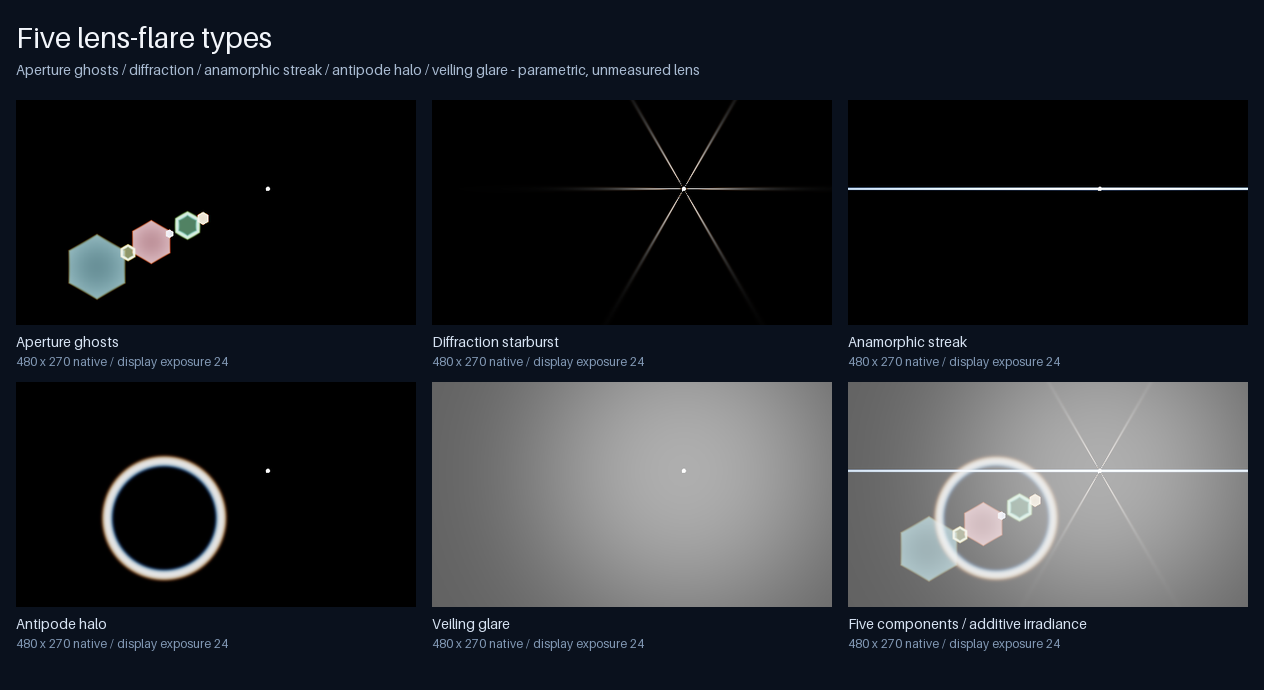 Five lens-flare types
Aperture ghosts / diffraction / anamorphic streak / antipode halo / veiling glare - parametric, unmeasured lens
Aperture ghosts
480 x 270 native / display exposure 24
Diffraction starburst
480 x 270 native / display exposure 24
Anamorphic streak
480 x 270 native / display exposure 24
Antipode halo
480 x 270 native / display exposure 24
Veiling glare
480 x 270 native / display exposure 24
Five components / additive irradiance
480 x 270 native / display exposure 24